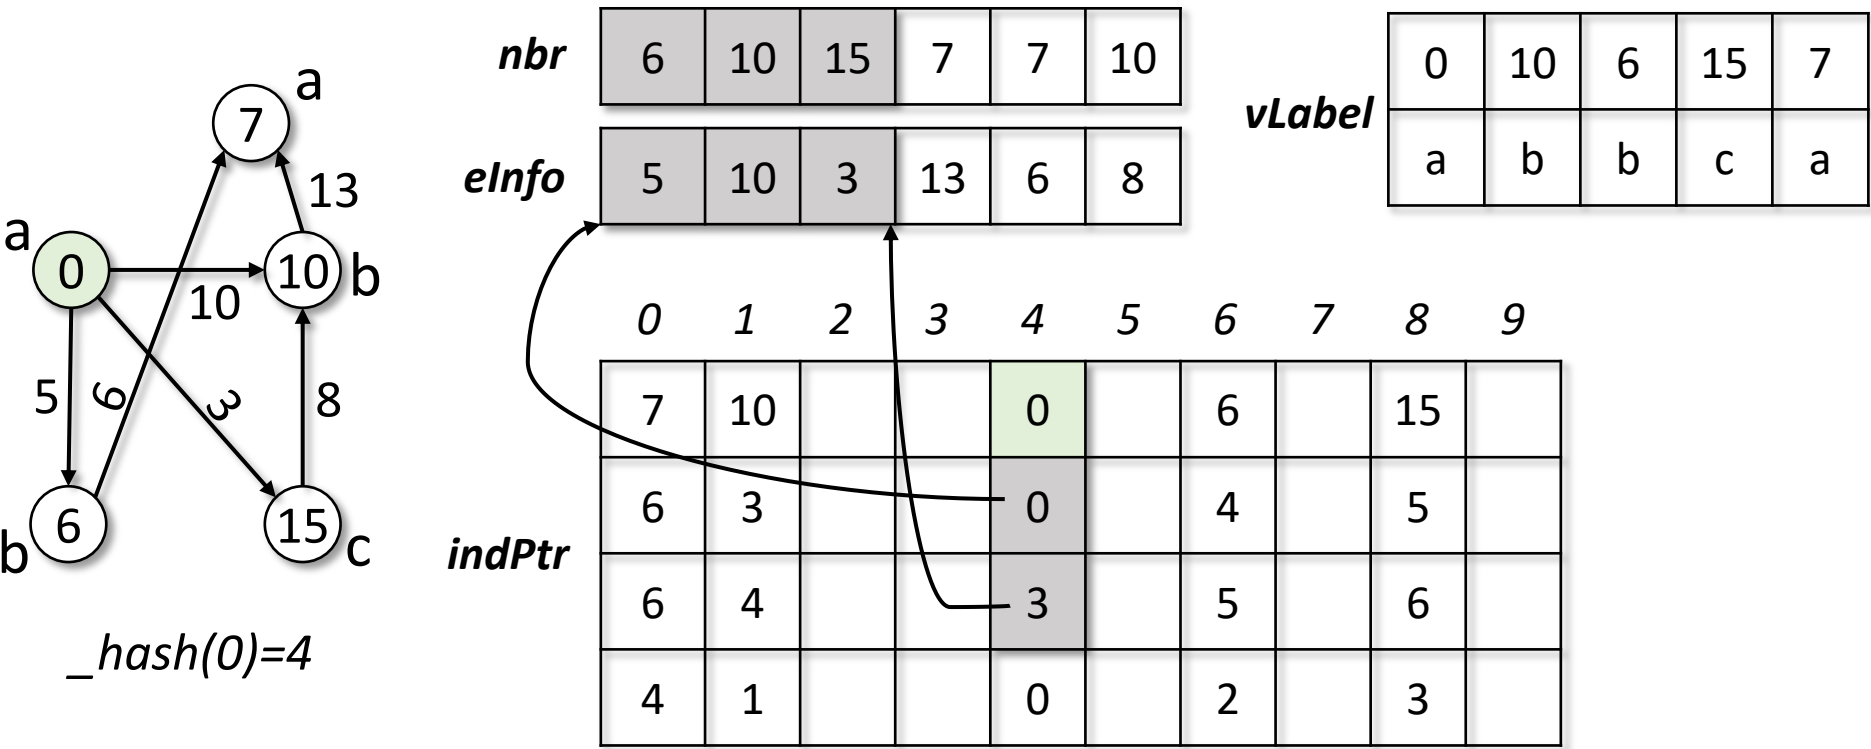 a
7
13
a
0
10
b
10
5
6
3
8
6
b
15
c
_hash(0)=4
nbr 6 10 15 7 7 10
eInfo 5 10 3 13 6 8
vLabel
0 10 6 15 7
a b b c a
0 1 2 3 4 5 6 7 8 9
indPtr
7 10 0 6 15
6 3 0 4 5
6 4 3 5 6
4 1 0 2 3